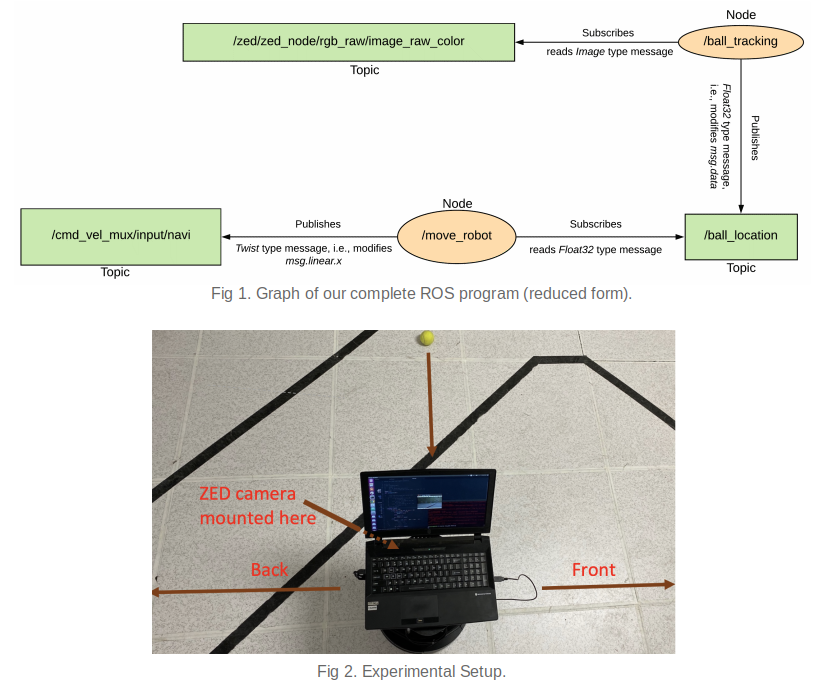 Node
/zed/zed_node/rgb_raw/image_raw_color
Subscribes
/ball_tracking
reads Image type message
Topic
Float32 type message,
i.e., modifies msg.data
Publishes
Node
/cmd_vel_mux/input/navi
Publishes
/move_robot
Subscribes
/ball_location
Twist type message, i.e., modifies
msg.linear.x
reads Float32 type message
Topic
Topic
Fig 1. Graph of our complete ROS program (reduced form).
ZED camera
mounted here
Back
Front
Fig 2. Experimental Setup.